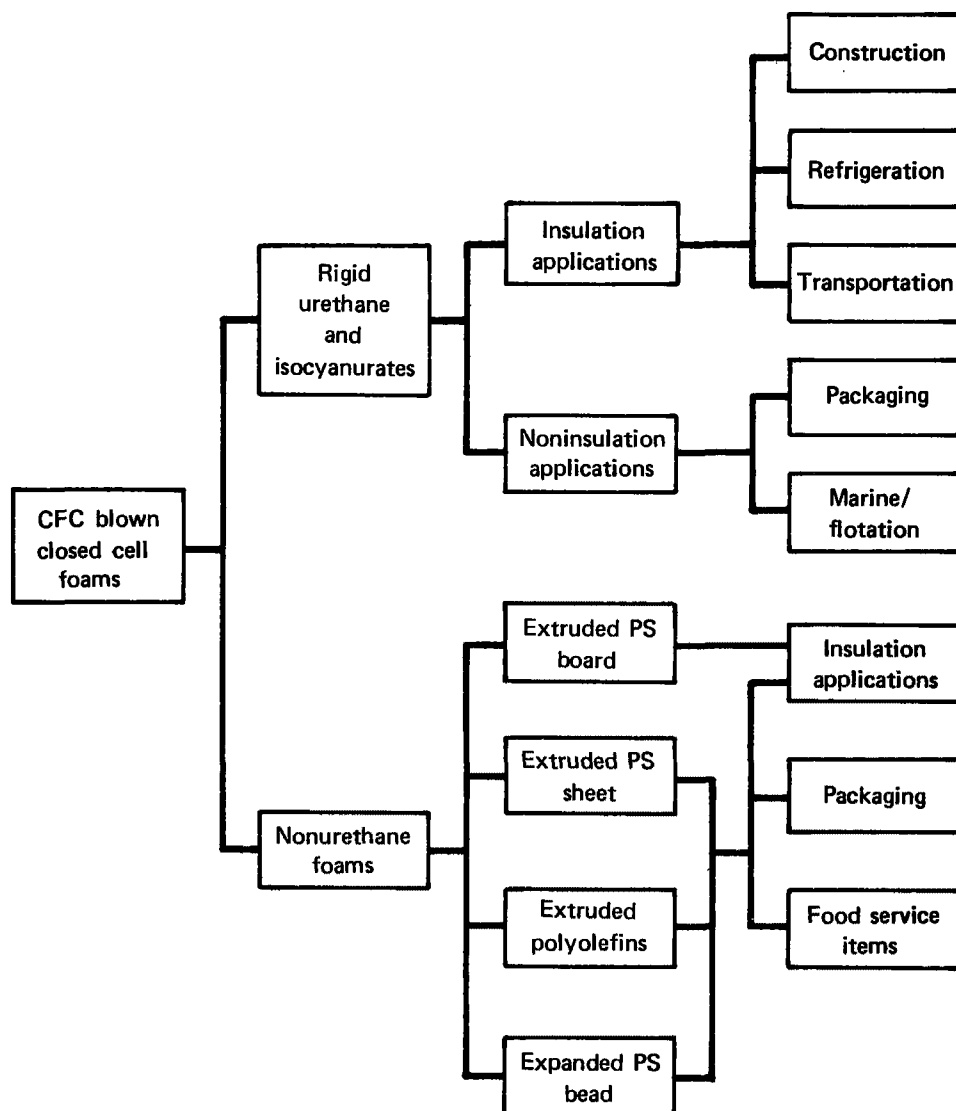 CFC blown
closed cell
foams
Rigid
urethane
and
isocyanurates
Insulation
applications
Construction
Refrigeration
Transportation
Noninsulation
applications
Packaging
Marine/
flotation
Nonurethane
foams
Extruded PS
board
Extruded PS
sheet
Extruded
polyolefins
Expanded PS
bead
Insulation
applications
Packaging
Food service
items